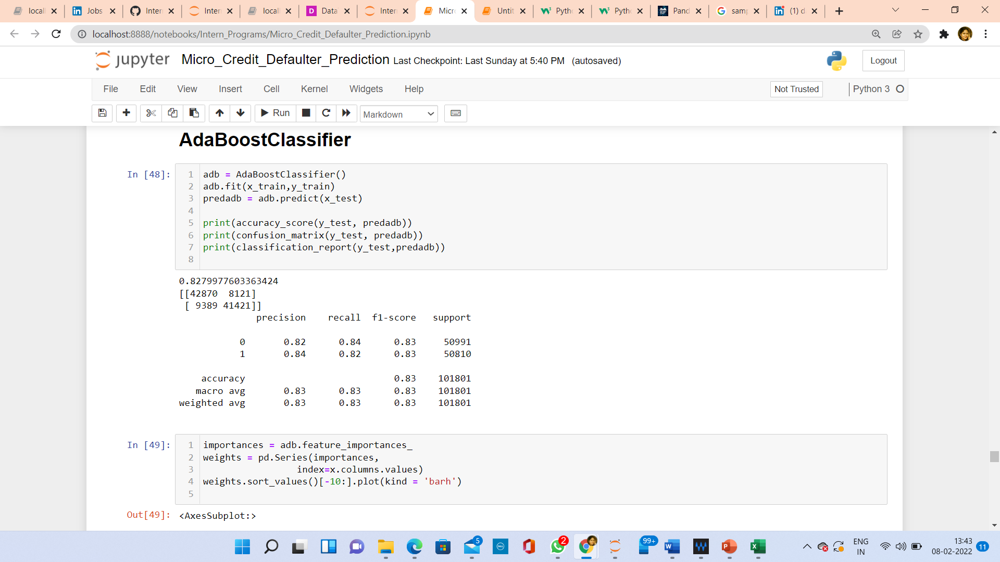 locall
Jobs
Inter
Inter
locall
Data
Inter
Micro
Untit
Pytho
Pytho
Pand
samp
(1) d
localhost:8888/notebooks/Intern_Programs/Micro_Credit_Defaulter_Prediction.ipynb
jupyter Micro_Credit_Defaulter_Prediction Last Checkpoint: Last Sunday at 5:40 PM (autosaved)
Logout
File Edit View Insert Cell Kernel Widgets Help
Not Trusted
Python 3
Run
Markdown
AdaBoostClassifier
In [48]:
1 adb = AdaBoostClassifier()
2 adb.fit(x_train,y_train)
3 predadb = adb.predict(x_test)
4
5 print(accuracy_score(y_test, predadb))
6 print(confusion_matrix(y_test, predadb))
7 print(classification_report(y_test,predadb))
8
0.8279977603363424
[[42870  8121]
 [ 9389 41421]]
precision recall f1-score support
0 0.82 0.84 0.83 50991
1 0.84 0.82 0.83 50810
accuracy 0.83 101801
macro avg 0.83 0.83 0.83 101801
weighted avg 0.83 0.83 0.83 101801
In [49]:
1 importances = adb.feature_importances_
2 weights = pd.Series(importances,
3 index=x.columns.values)
4 weights.sort_values()[-10:].plot(kind = 'barh')
5
Out[49]: <AxesSubplot:>
5
2
99+
ENG
IN
13:43
08-02-2022
11